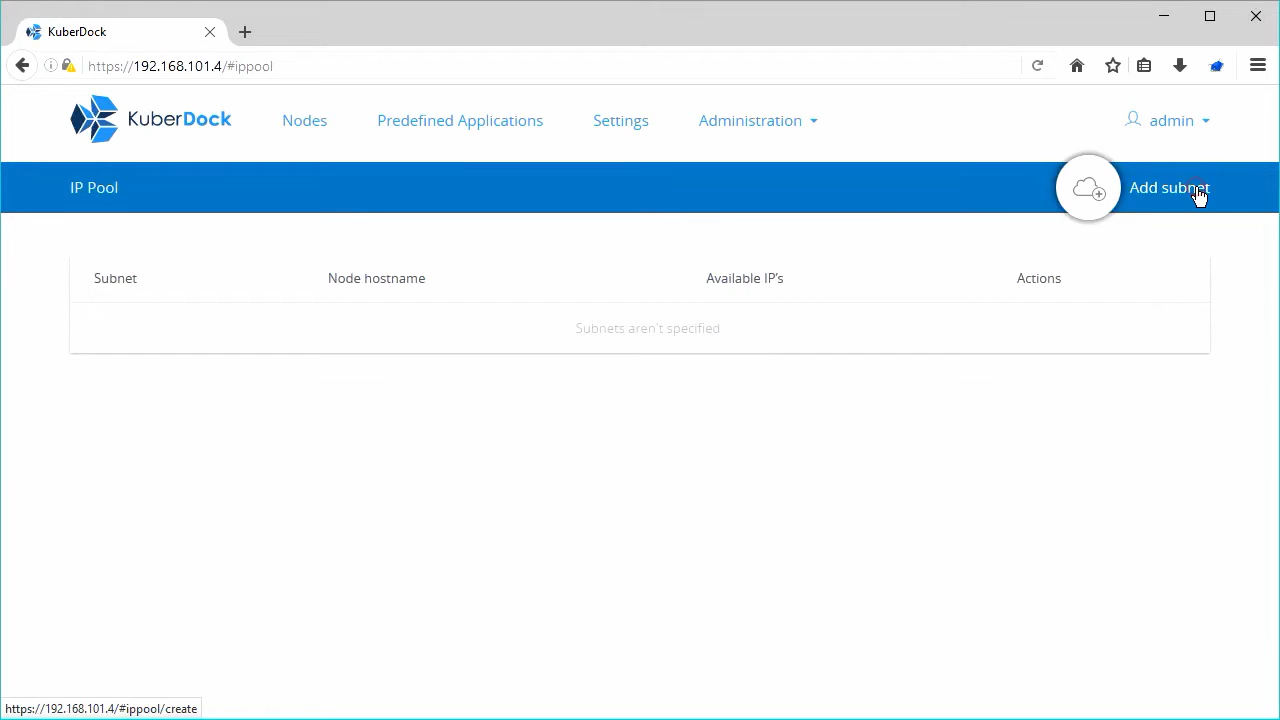 KuberDock
https://192.168.101.4/#ippool
KuberDock
Nodes
Predefined Applications
Settings
Administration
admin
IP Pool
Add subnet
Subnet
Node hostname
Available IP's
Actions
Subnets aren't specified
https://192.168.101.4/#ippool/create